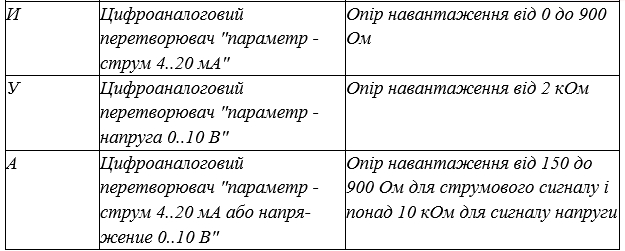 И
Цифроаналоговий
перетворювач "параметр -
струм 4..20 мА"
Опір навантаження від 0 до 900
Ом
У
Цифроаналоговий
перетворювач "параметр -
напруга 0..10 В"
Опір навантаження від 2 кОм
А
Цифроаналоговий
перетворювач "параметр -
струм 4..20 мА або напря-
жение 0..10 В"
Опір навантаження від 150 до
900 Ом для струмового сигналу і
понад 10 кОм для сигналу напруги